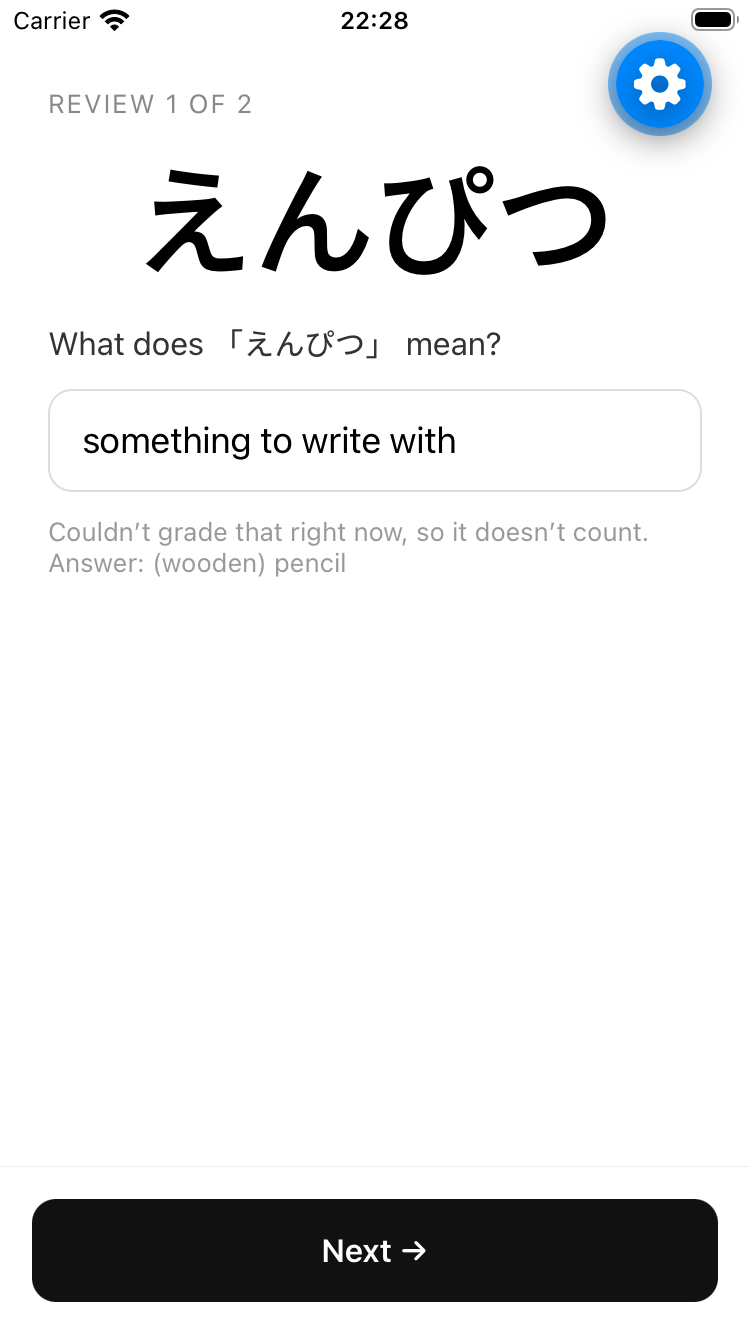 Carrier 22:28
REVIEW 1 OF 2
えんぴつ
What does 「えんぴつ」 mean?
something to write with
Couldn’t grade that right now, so it doesn’t count.
Answer: (wooden) pencil
Next →